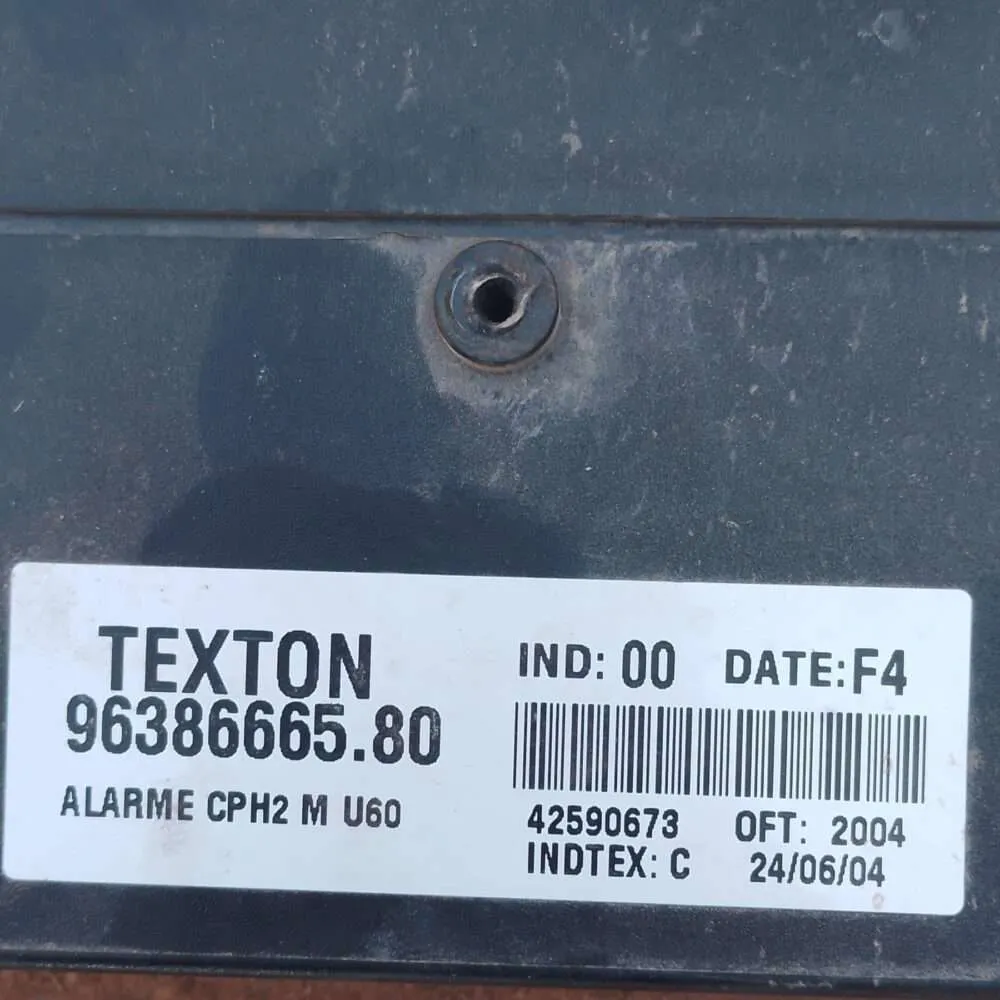 TEXTON
96386665.80
ALARME CPH2 M U60
IND: 00 DATE:F4
42590673 OFT: 2004
INDTEX: C 24/06/04